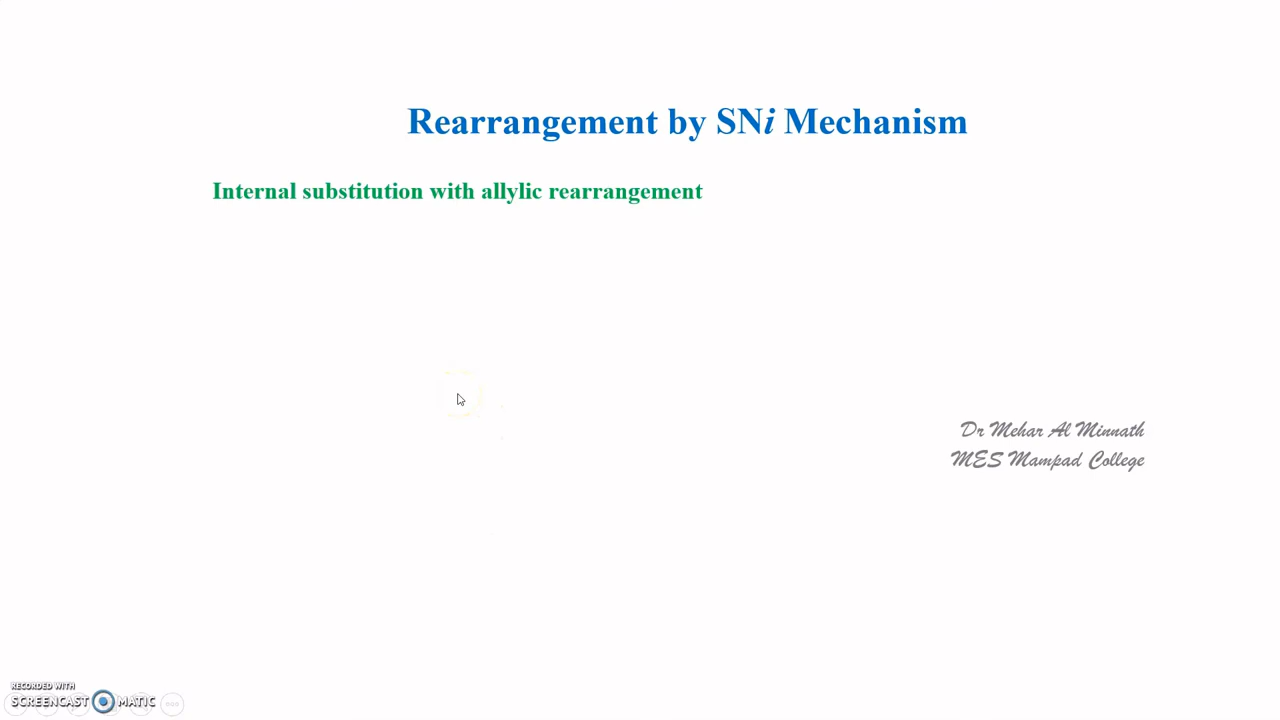 Rearrangement by SNi Mechanism
Internal substitution with allylic rearrangement
Dr Mehar Al Minnath
MES Mampad College
RECORDED WITH
SCREENCAST MATIC